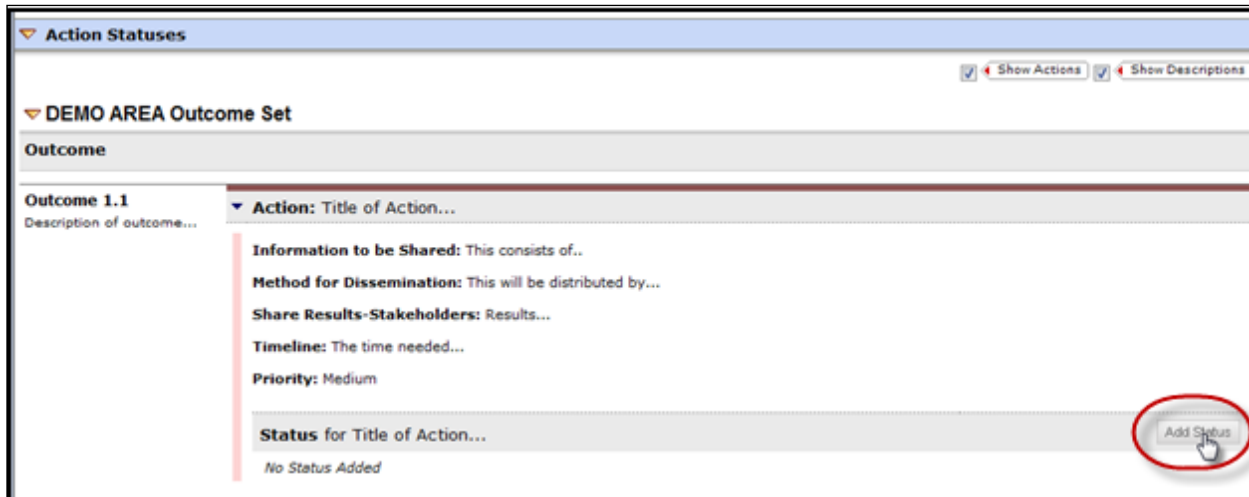 Action Statuses
Show Actions Show Descriptions
DEMO AREA Outcome Set
Outcome
Outcome 1.1
Description of outcome...
Action: Title of Action...
Information to be Shared: This consists of..
Method for Dissemination: This will be distributed by...
Share Results-Stakeholders: Results...
Timeline: The time needed...
Priority: Medium
Status for Title of Action...
Add Status
No Status Added